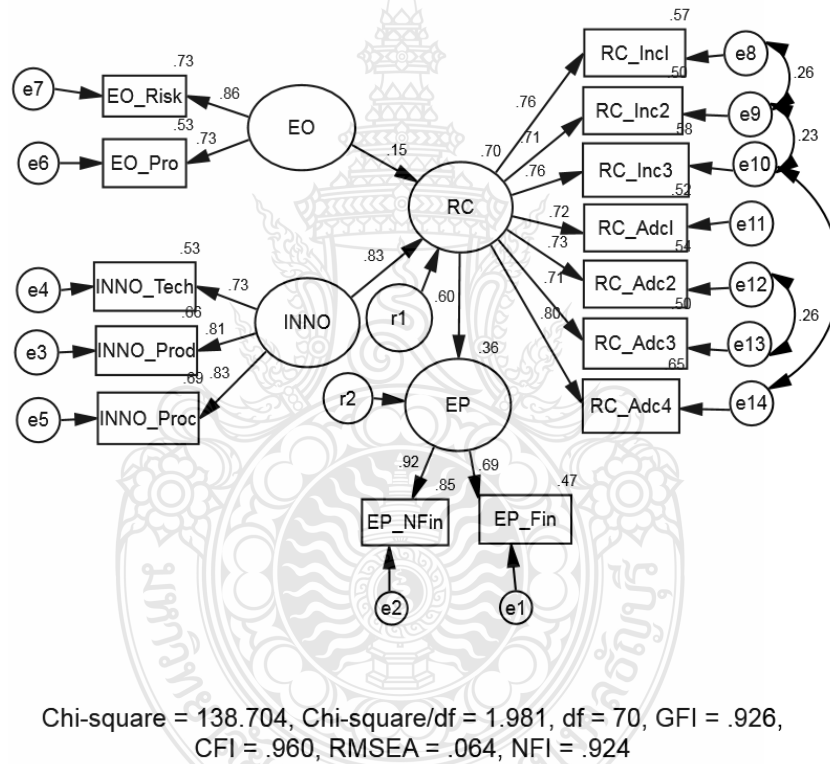 .57
RC_Incl
e8
.73
e7
EO_Risk
.86
EO
.50
.26
.76
RC_Inc2
e9
.53
.73
.71
.58
.23
e6
EO_Pro
.15
.70
.76
RC_Inc3
e10
RC
.52
.72
RC_Adcl
e11
.53
.83
.73
.54
e4
INNO_Tech
.73
.71
RC_Adc2
e12
.66
INNO
r1
.60
.80
.50
.26
e3
INNO_Prod
.81
.36
RC_Adc3
e13
.69
.83
r2
EP
.65
e5
INNO_Proc
RC_Adc4
e14
.92
.69
.85
.47
EP_NFin
EP_Fin
e2
e1
Chi-square = 138.704, Chi-square/df = 1.981, df = 70, GFI = .926,
CFI = .960, RMSEA = .064, NFI = .924